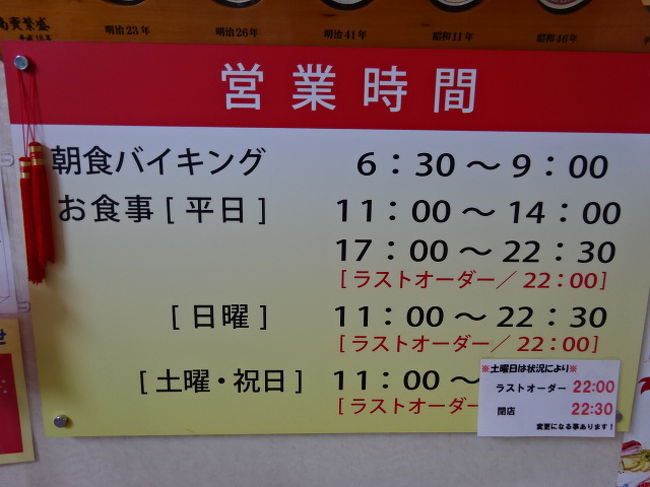 明治23年
明治26年
明治41年
昭和11年
昭和46年
営業時間
朝食バイキング 6：30～9：00
お食事［平日］ 11：00～14：00
17：00～22：30
［ラストオーダー／22：00］
［日曜］ 11：00～22：30
［ラストオーダー／22：00］
［土曜・祝日］ 11：00～
［ラストオーダー
※土曜日は状況により※
ラストオーダー 22:00
閉店 22:30
変更になる事あります！